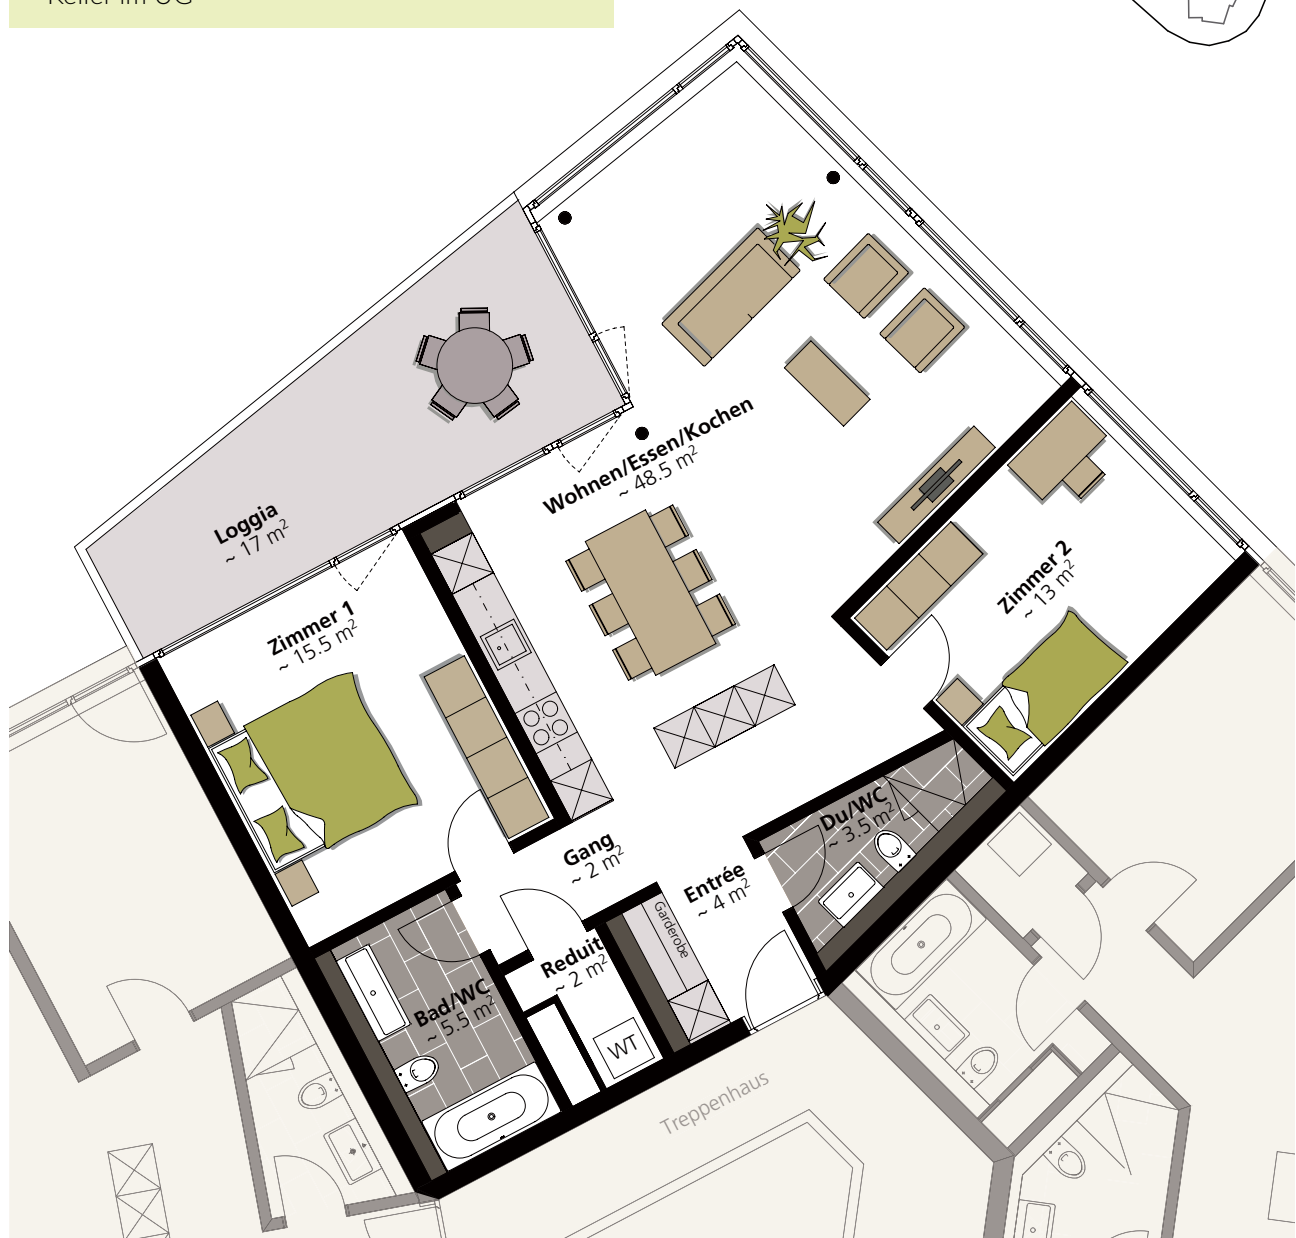 Keller im UG
Wohnen/Essen/Kochen
~ 48.5 m²
Loggia
~ 17 m²
Zimmer 2
~ 13 m²
Zimmer 1
~ 15.5 m²
Du/WC
~ 3.5 m²
Gang
~ 2 m²
Entrée
~ 4 m²
Garderobe
Reduit
~ 2 m²
Bad/WC
~ 5.5 m²
WT
Treppenhaus